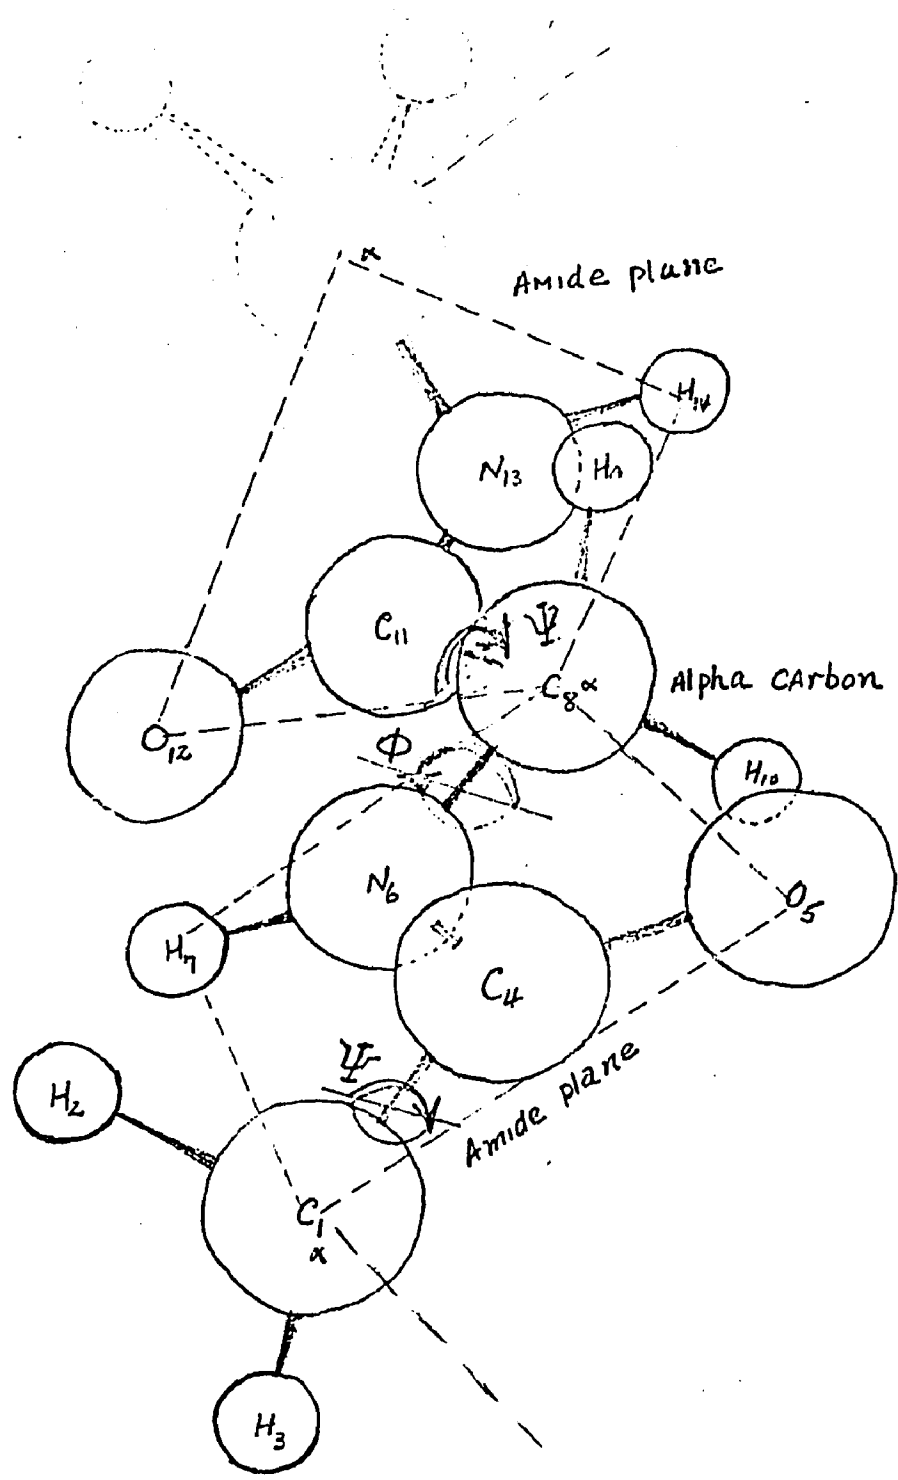 α
Amide plane
H14
N13
H9
C11
Ψ
C8α
Alpha Carbon
O12
Φ
H10
N6
O5
H7
C4
Ψ
Amide plane
H2
C1
α
H3